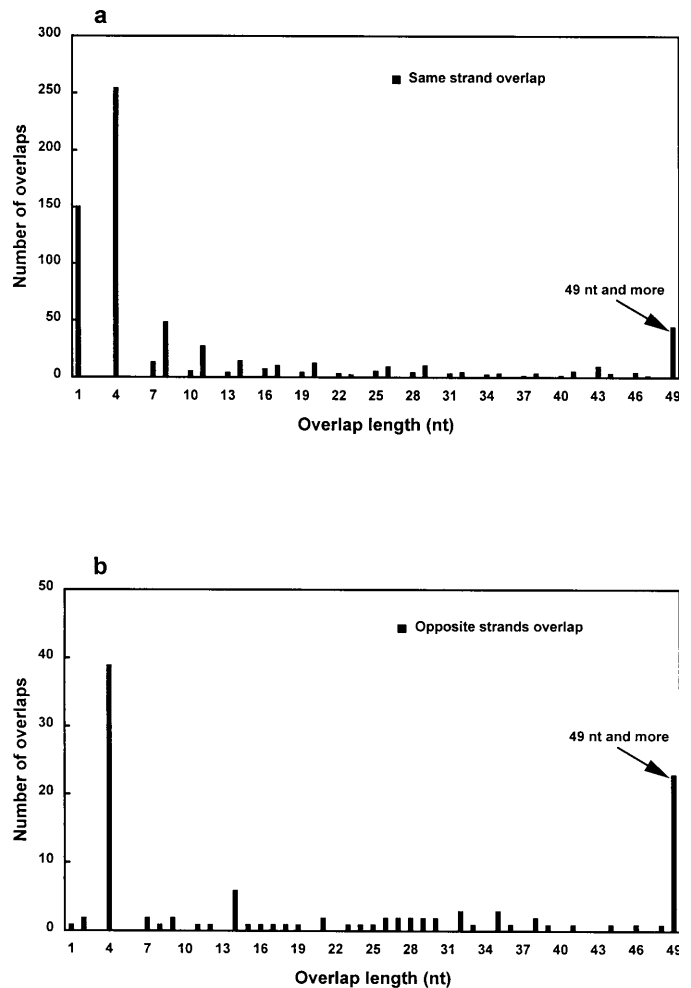 a
300
250
200
150
100
50
0
Number of overlaps
■ Same strand overlap
49 nt and more
1 4 7 10 13 16 19 22 25 28 31 34 37 40 43 46 49
Overlap length (nt)
b
50
40
30
20
10
0
Number of overlaps
■ Opposite strands overlap
49 nt and more
1 4 7 10 13 16 19 22 25 28 31 34 37 40 43 46 49
Overlap length (nt)